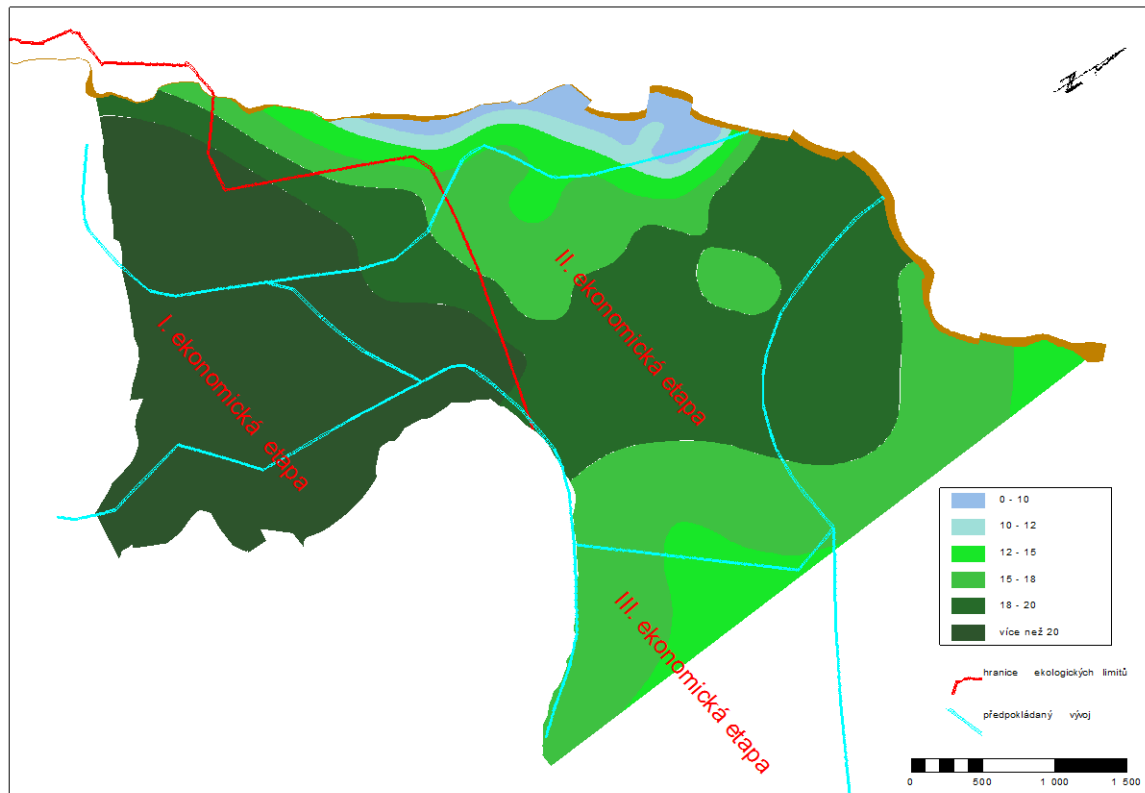 Z
I. ekonomická etapa
II. ekonomická etapa
III. ekonomická etapa
0 - 10
10 - 12
12 - 15
15 - 18
18 - 20
více než 20
hranice ekologických limitů
předpokládaný vývoj
0 500 1 000 1 500